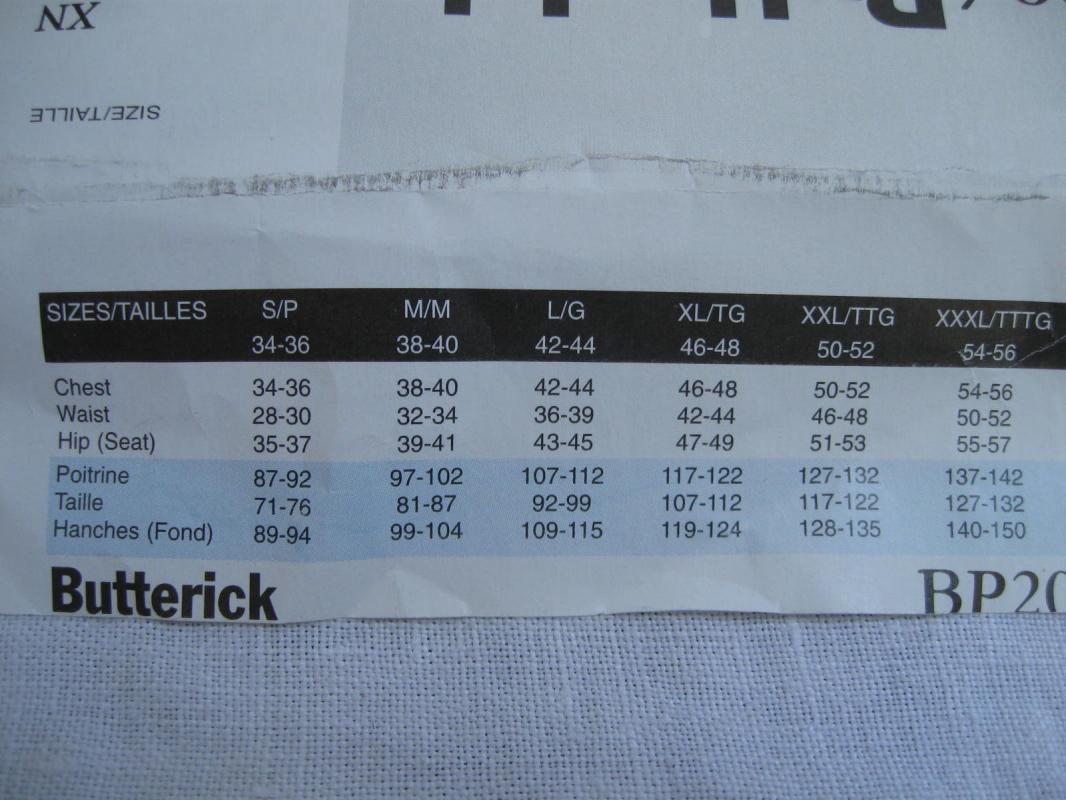 XN
SIZE/TAILLE
SIZES/TAILLES S/P M/M L/G XL/TG XXL/TTG XXXL/TTTG
34-36 38-40 42-44 46-48 50-52 54-56
Chest 34-36 38-40 42-44 46-48 50-52 54-56
Waist 28-30 32-34 36-39 42-44 46-48 50-52
Hip (Seat) 35-37 39-41 43-45 47-49 51-53 55-57
Poitrine 87-92 97-102 107-112 117-122 127-132 137-142
Taille 71-76 81-87 92-99 107-112 117-122 127-132
Hanches (Fond) 89-94 99-104 109-115 119-124 128-135 140-150
Butterick BP20